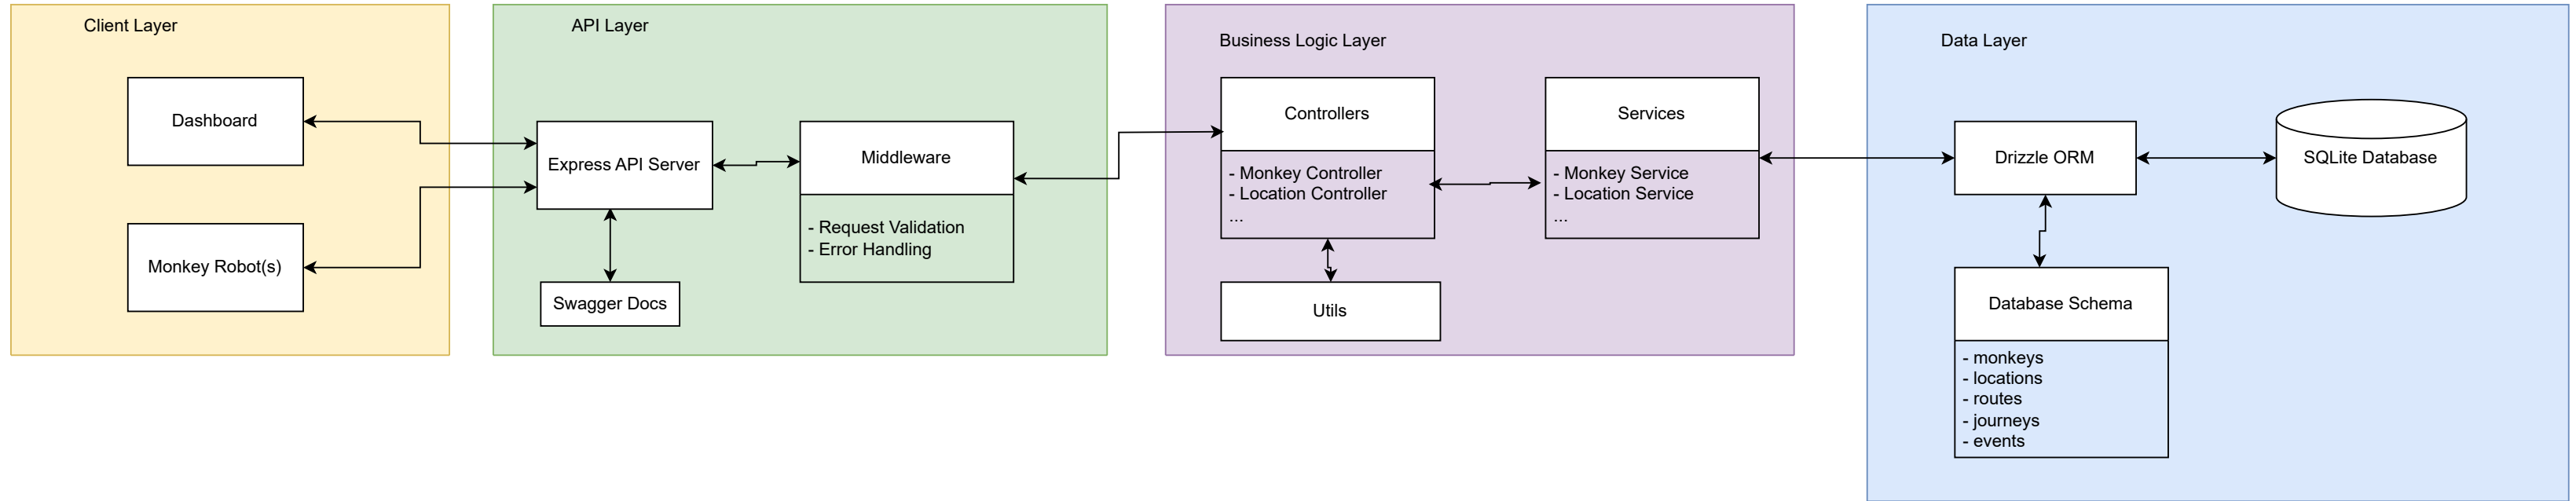 Client Layer
Dashboard
Monkey Robot(s)
API Layer
Express API Server
Swagger Docs
Middleware
- Request Validation
- Error Handling
Business Logic Layer
Controllers
- Monkey Controller
- Location Controller
...
Utils
Services
- Monkey Service
- Location Service
...
Data Layer
Drizzle ORM
SQLite Database
Database Schema
- monkeys
- locations
- routes
- journeys
- events